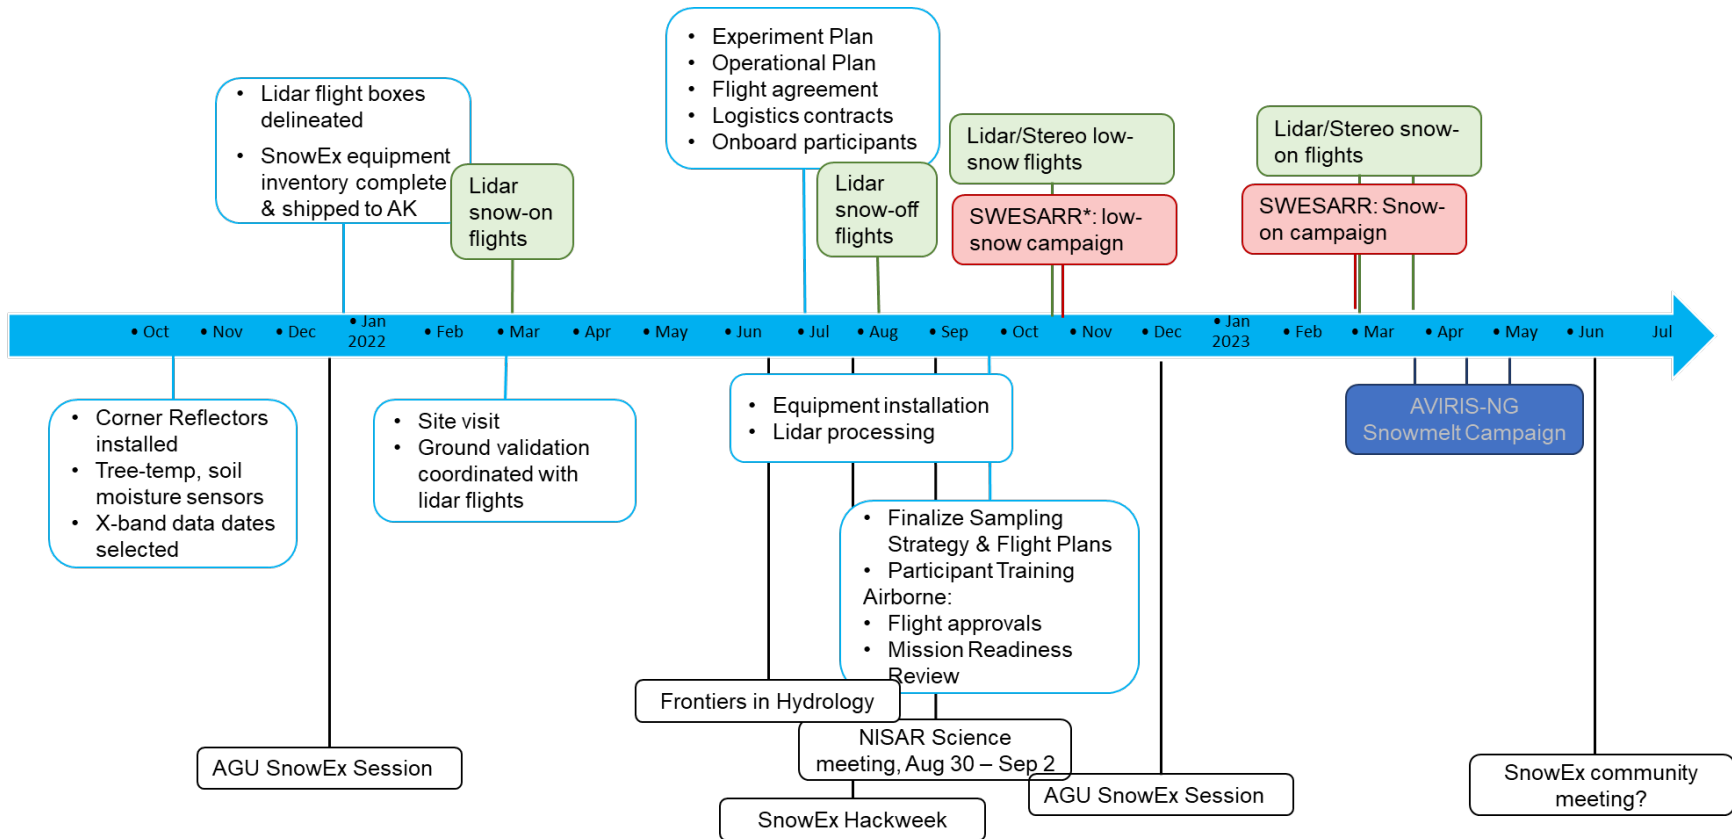 • Experiment Plan
• Operational Plan
• Flight agreement
• Logistics contracts
• Onboard participants
• Lidar flight boxes
delineated
• SnowEx equipment
inventory complete
& shipped to AK
Lidar
snow-on
flights
Lidar
snow-off
flights
Lidar/Stereo low-
snow flights
SWESARR*: low-
snow campaign
Lidar/Stereo snow-
on flights
SWESARR: Snow-
on campaign
• Oct
• Nov
• Dec
• Jan
2022
• Feb
• Mar
• Apr
• May
• Jun
• Jul
• Aug
• Sep
• Oct
• Nov
• Dec
• Jan
2023
• Feb
• Mar
• Apr
• May
• Jun
Jul
• Corner Reflectors
installed
• Tree-temp, soil
moisture sensors
• X-band data dates
selected
• Site visit
• Ground validation
coordinated with
lidar flights
• Equipment installation
• Lidar processing
• Finalize Sampling
Strategy & Flight Plans
• Participant Training
Airborne:
• Flight approvals
• Mission Readiness
Review
AVIRIS-NG
Snowmelt Campaign
Frontiers in Hydrology
NISAR Science
meeting, Aug 30 – Sep 2
AGU SnowEx Session
SnowEx Hackweek
AGU SnowEx Session
SnowEx community
meeting?